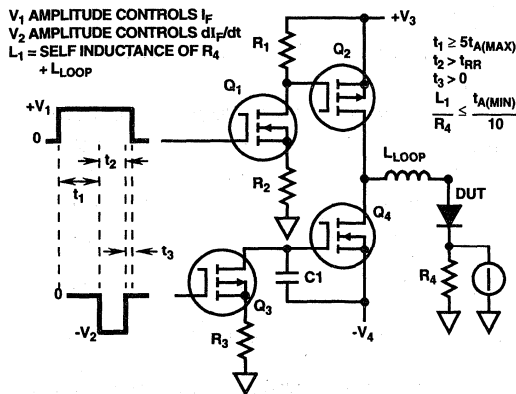 V1 AMPLITUDE CONTROLS IF
V2 AMPLITUDE CONTROLS dIF/dt
L1 = SELF INDUCTANCE OF R4
+ LLOOP
+V3
t1 ≥ 5tA(MAX)
t2 > tRR
t3 > 0
L1/R4 ≤ tA(MIN)/10
R1
Q2
Q1
+V1
0
t2
t1
t3
R2
LLOOP
DUT
Q4
R4
0
-V2
Q3
C1
R3
-V4